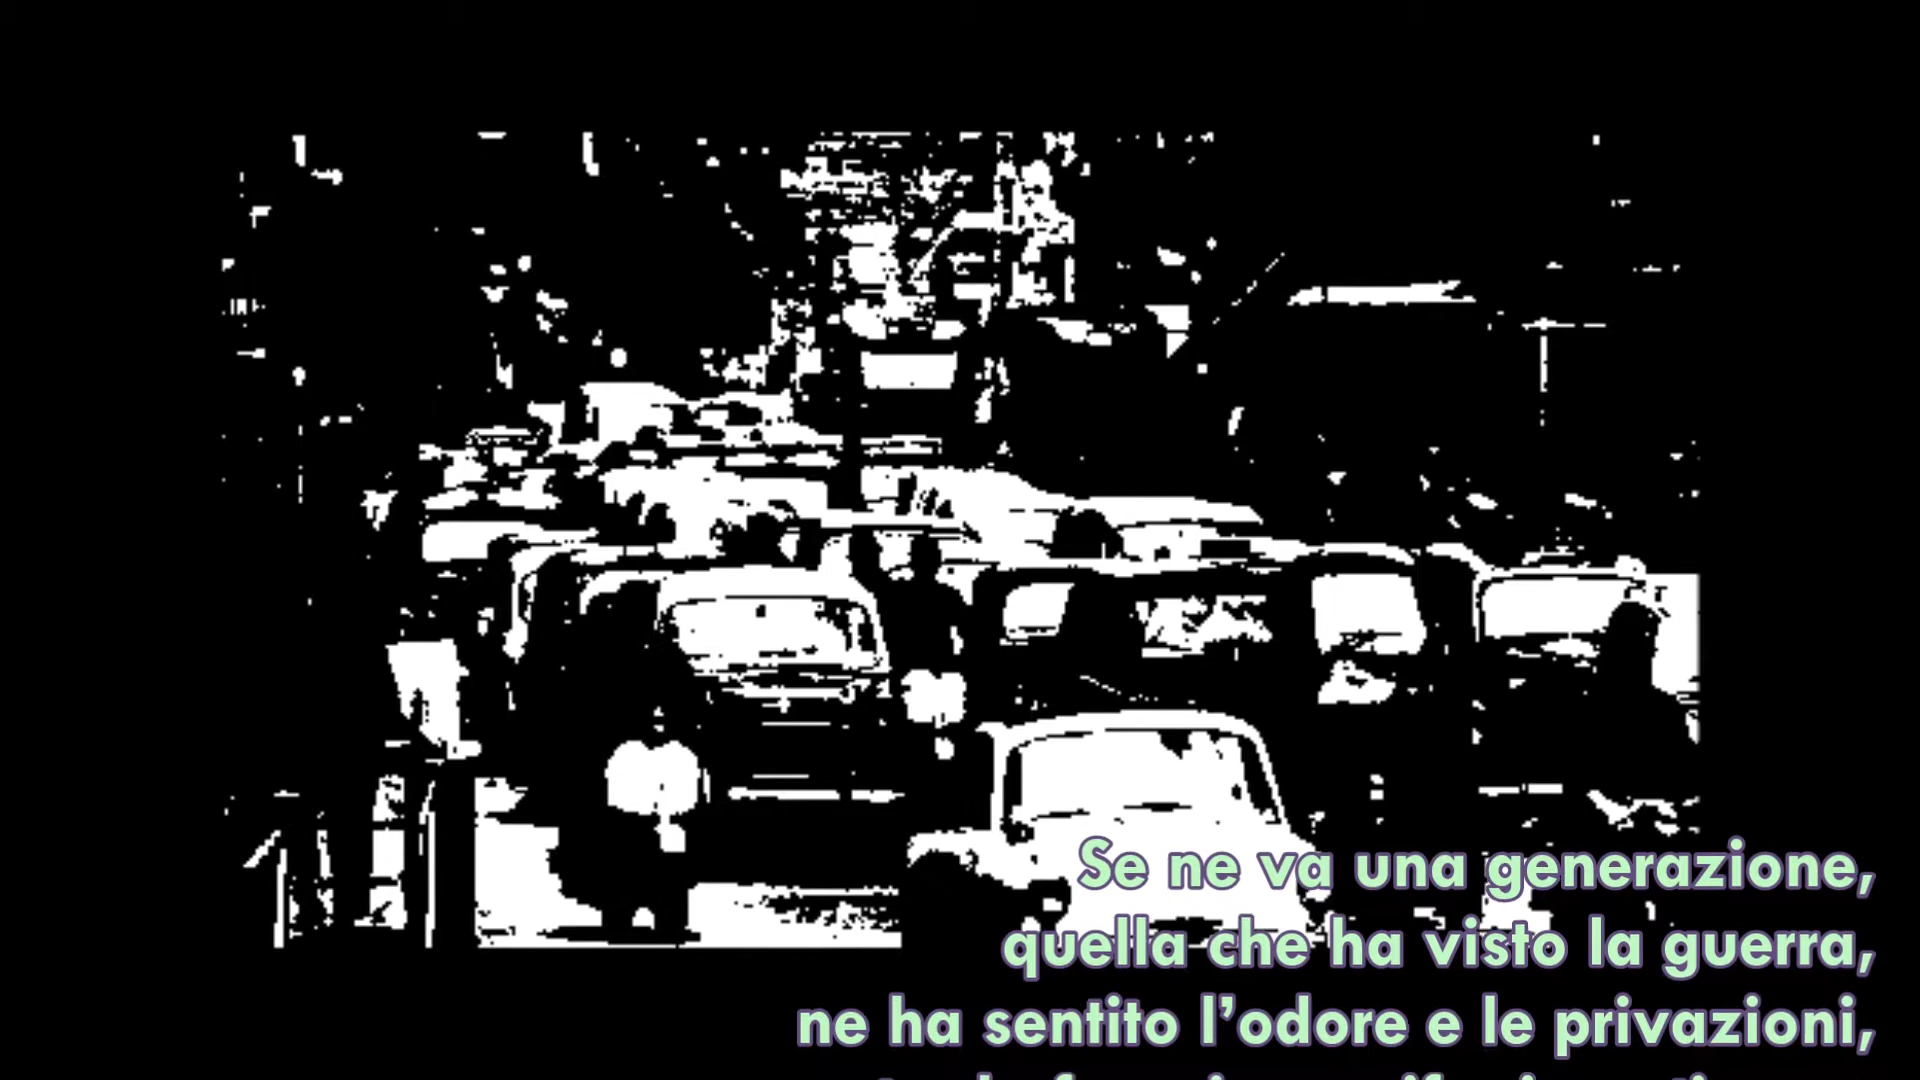 Se ne va una generazione,
quella che ha visto la guerra,
ne ha sentito l’odore e le privazioni,